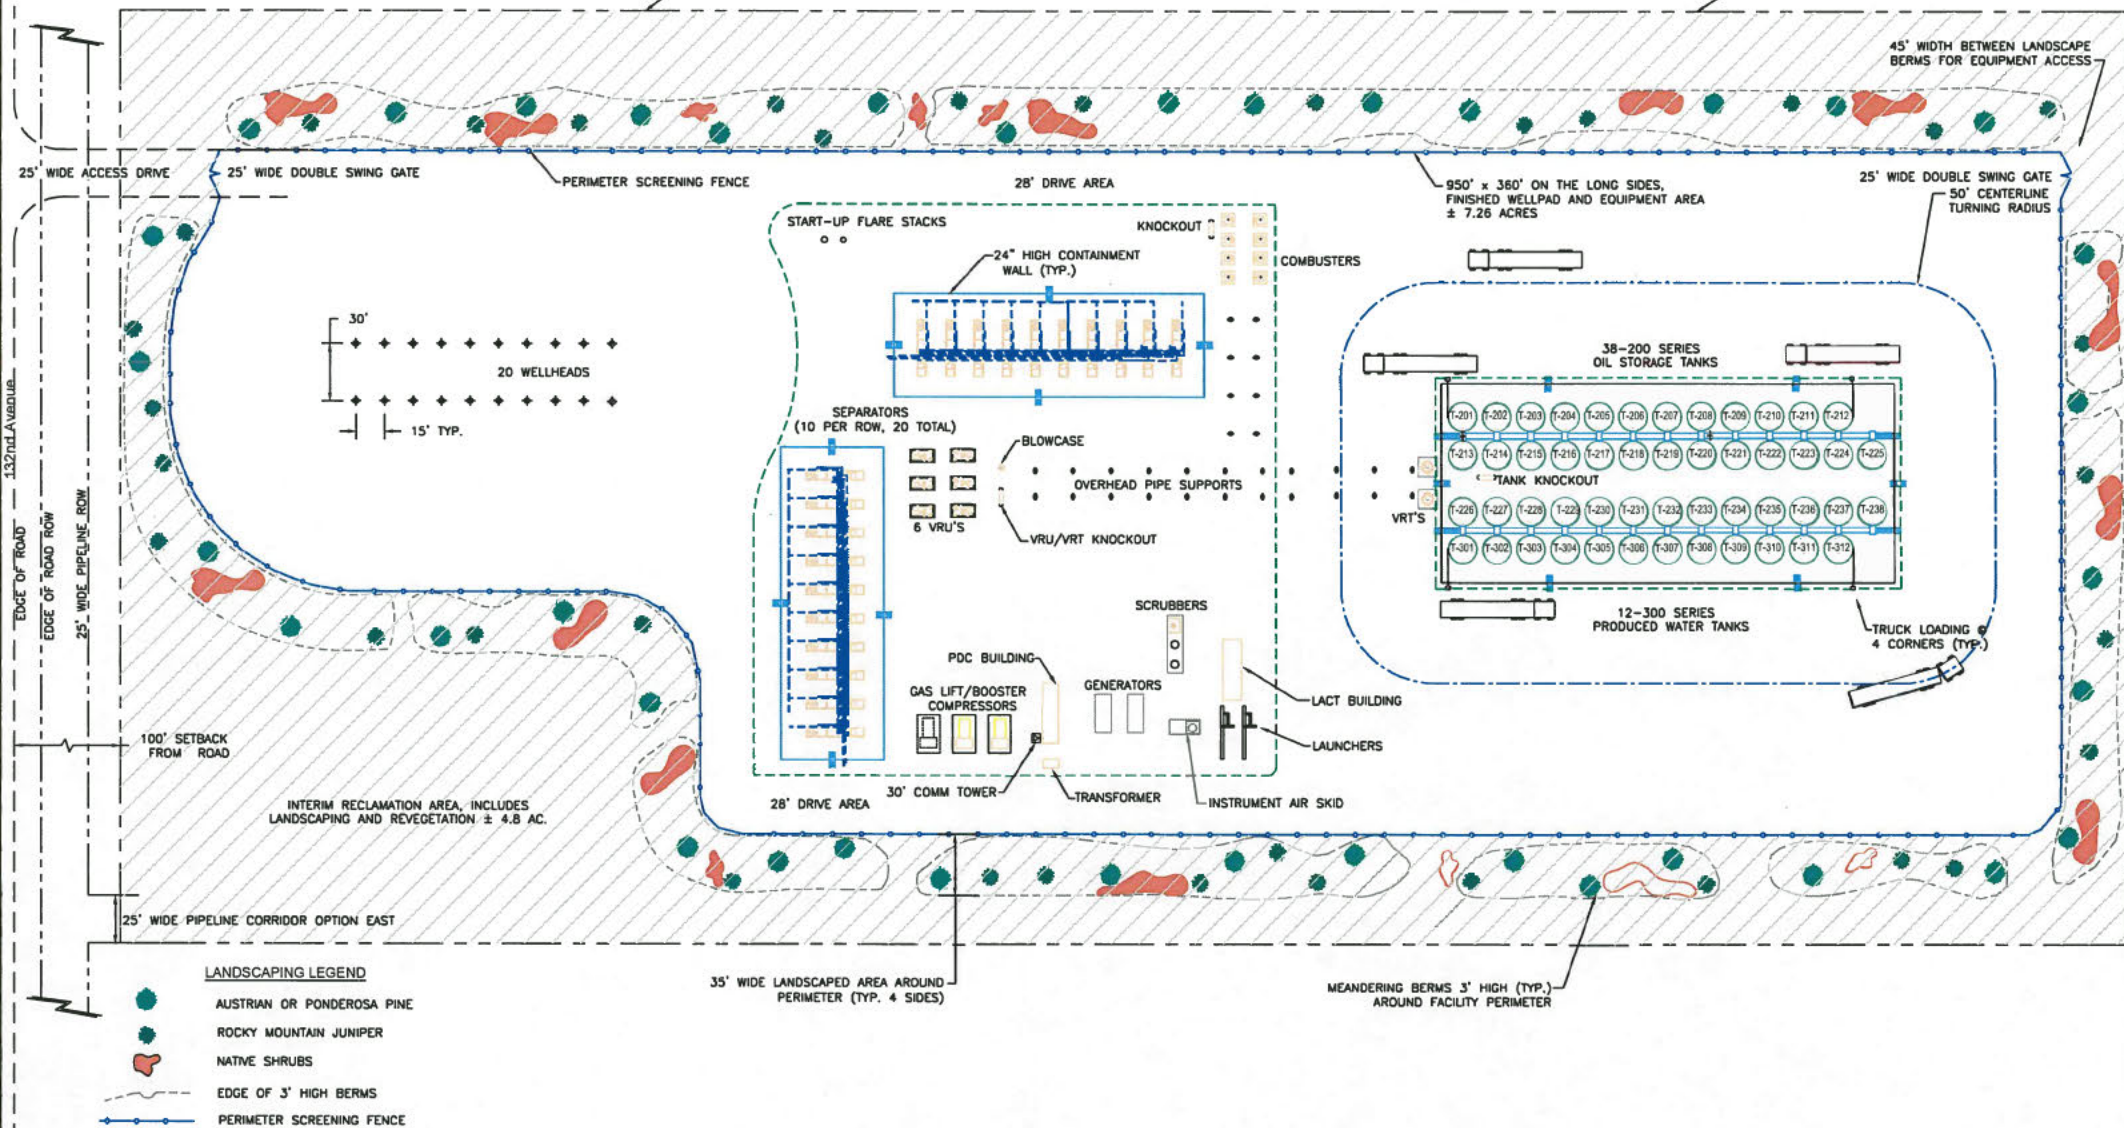 45' WIDTH BETWEEN LANDSCAPE
BERMS FOR EQUIPMENT ACCESS
25' WIDE ACCESS DRIVE
25' WIDE DOUBLE SWING GATE
PERIMETER SCREENING FENCE
28' DRIVE AREA
950' x 360' ON THE LONG SIDES,
FINISHED WELLPAD AND EQUIPMENT AREA
± 7.26 ACRES
25' WIDE DOUBLE SWING GATE
50' CENTERLINE
TURNING RADIUS
START-UP FLARE STACKS
KNOCKOUT
COMBUSTERS
24" HIGH CONTAINMENT
WALL (TYP.)
30'
20 WELLHEADS
15' TYP.
38-200 SERIES
OIL STORAGE TANKS
SEPARATORS
(10 PER ROW, 20 TOTAL)
BLOWCASE
OVERHEAD PIPE SUPPORTS
6 VRU'S
VRU/VRT KNOCKOUT
VRT'S
T-201 T-202 T-203 T-204 T-205 T-206 T-207 T-208 T-209 T-210 T-211 T-212
T-213 T-214 T-215 T-216 T-217 T-218 T-219 T-220 T-221 T-222 T-223 T-224 T-225
TANK KNOCKOUT
T-226 T-227 T-228 T-229 T-230 T-231 T-232 T-233 T-234 T-235 T-236 T-237 T-238
T-301 T-302 T-303 T-304 T-305 T-306 T-307 T-308 T-309 T-310 T-311 T-312
12-300 SERIES
PRODUCED WATER TANKS
TRUCK LOADING @
4 CORNERS (TYP.)
SCRUBBERS
PDC BUILDING
GAS LIFT/BOOSTER
COMPRESSORS
GENERATORS
LACT BUILDING
LAUNCHERS
30' COMM TOWER
TRANSFORMER
INSTRUMENT AIR SKID
28' DRIVE AREA
132nd Avenue
EDGE OF ROAD
EDGE OF ROAD ROW
25' WIDE PIPELINE ROW
100' SETBACK
FROM ROAD
INTERIM RECLAMATION AREA, INCLUDES
LANDSCAPING AND REVEGETATION ± 4.8 AC.
25' WIDE PIPELINE CORRIDOR OPTION EAST
35' WIDE LANDSCAPED AREA AROUND
PERIMETER (TYP. 4 SIDES)
MEANDERING BERMS 3' HIGH (TYP.)
AROUND FACILITY PERIMETER
LANDSCAPING LEGEND
AUSTRIAN OR PONDEROSA PINE
ROCKY MOUNTAIN JUNIPER
NATIVE SHRUBS
EDGE OF 3' HIGH BERMS
PERIMETER SCREENING FENCE